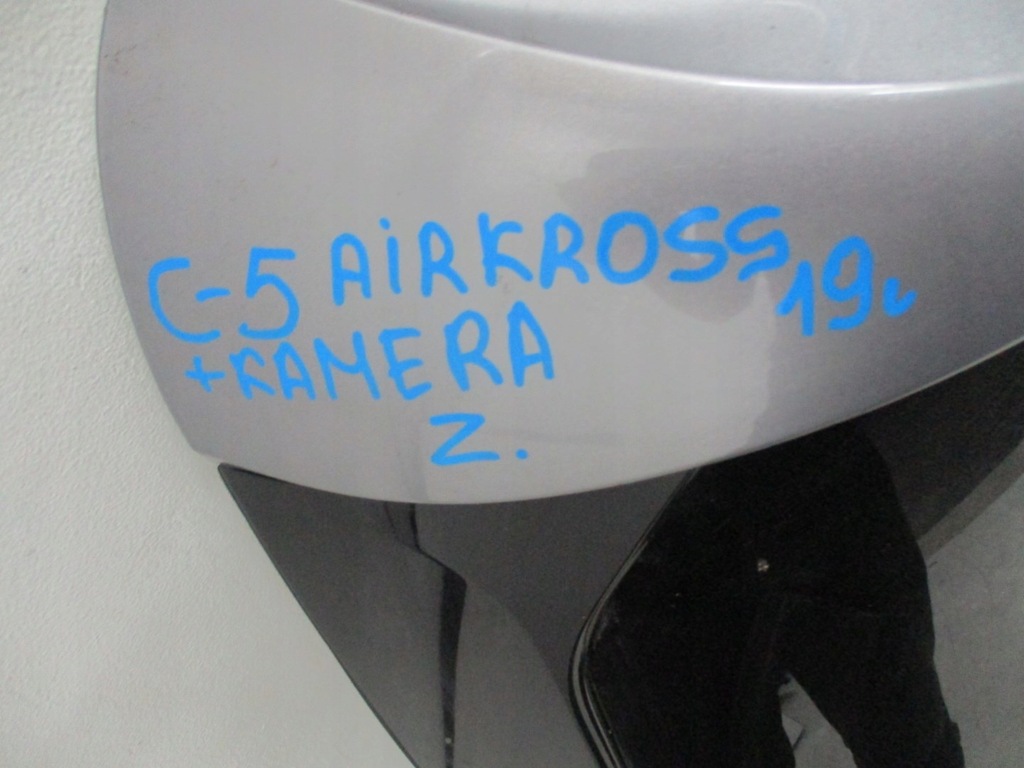 C-5 AiRKROSS 19r
+KAMERA
Z.